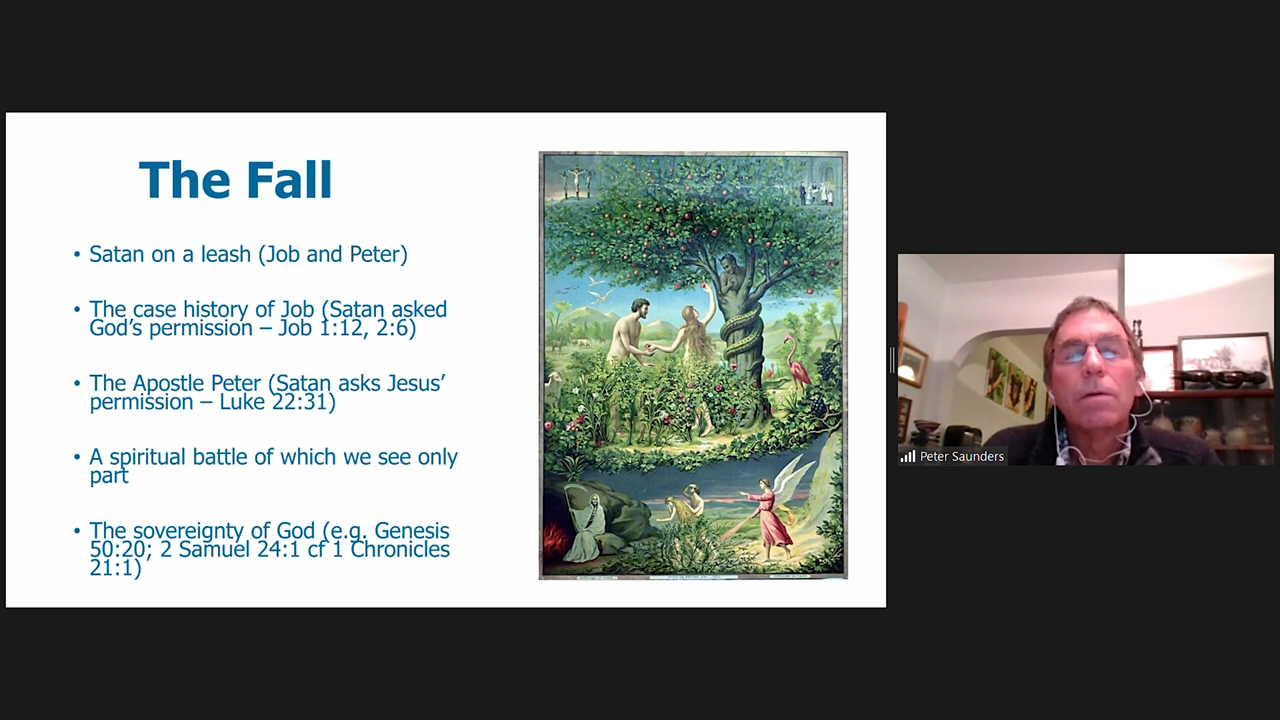 The Fall
• Satan on a leash (Job and Peter)
• The case history of Job (Satan asked
God’s permission – Job 1:12, 2:6)
• The Apostle Peter (Satan asks Jesus’
permission – Luke 22:31)
• A spiritual battle of which we see only
part
• The sovereignty of God (e.g. Genesis
50:20; 2 Samuel 24:1 cf 1 Chronicles
21:1)
Peter Saunders